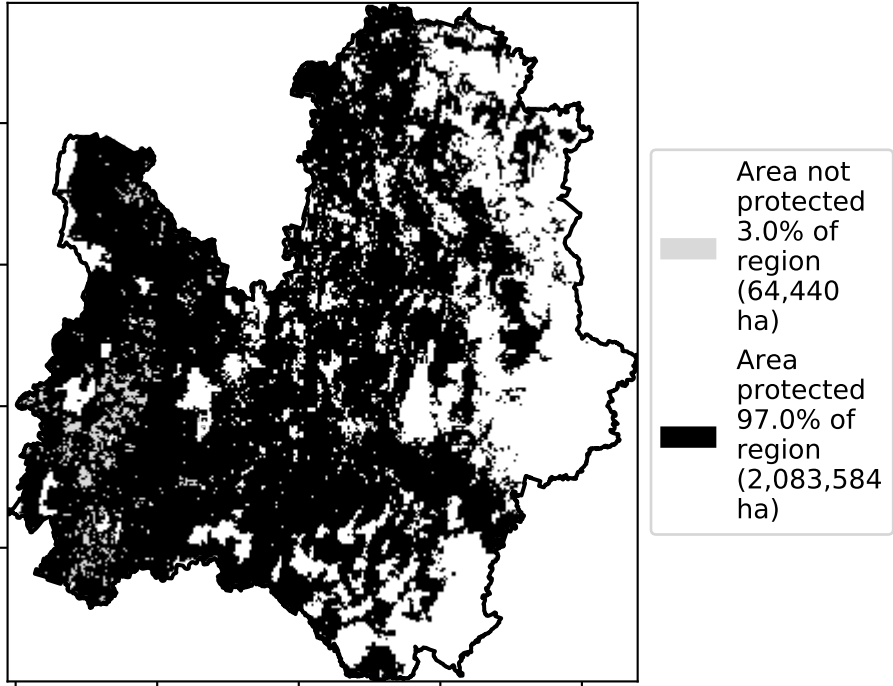 Area not
protected
3.0% of
region
(64,440
ha)
Area
protected
97.0% of
region
(2,083,584
ha)